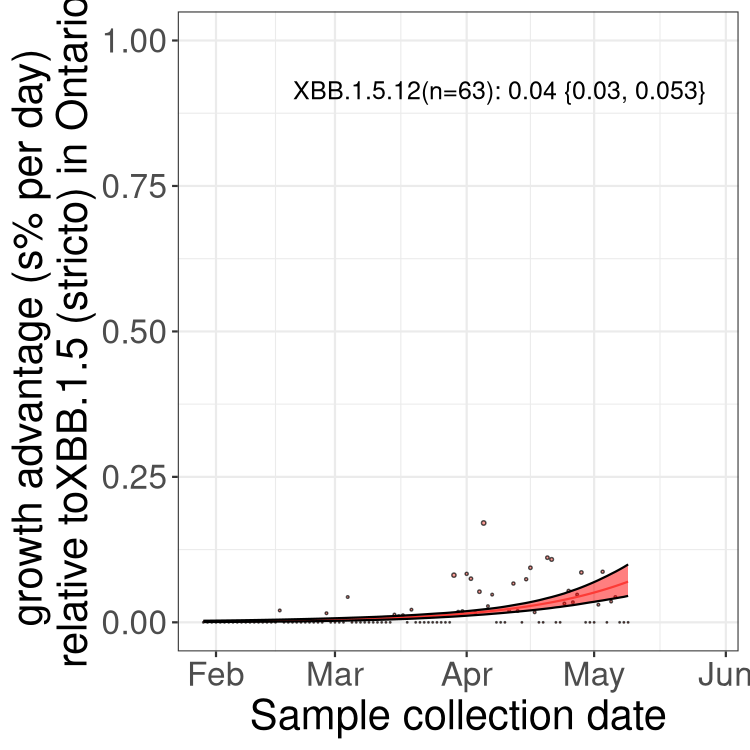 growth advantage (s% per day)
relative toXBB.1.5 (stricto) in Ontario
1.00
0.75
0.50
0.25
0.00
XBB.1.5.12(n=63): 0.04 {0.03, 0.053}
Feb Mar Apr May Jun
Sample collection date